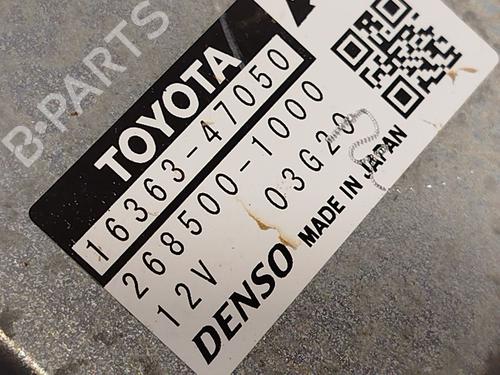 B-PARTS
TOYOTA
16363-47050
268500-1000
12V 03G20
DENSO MADE IN JAPAN